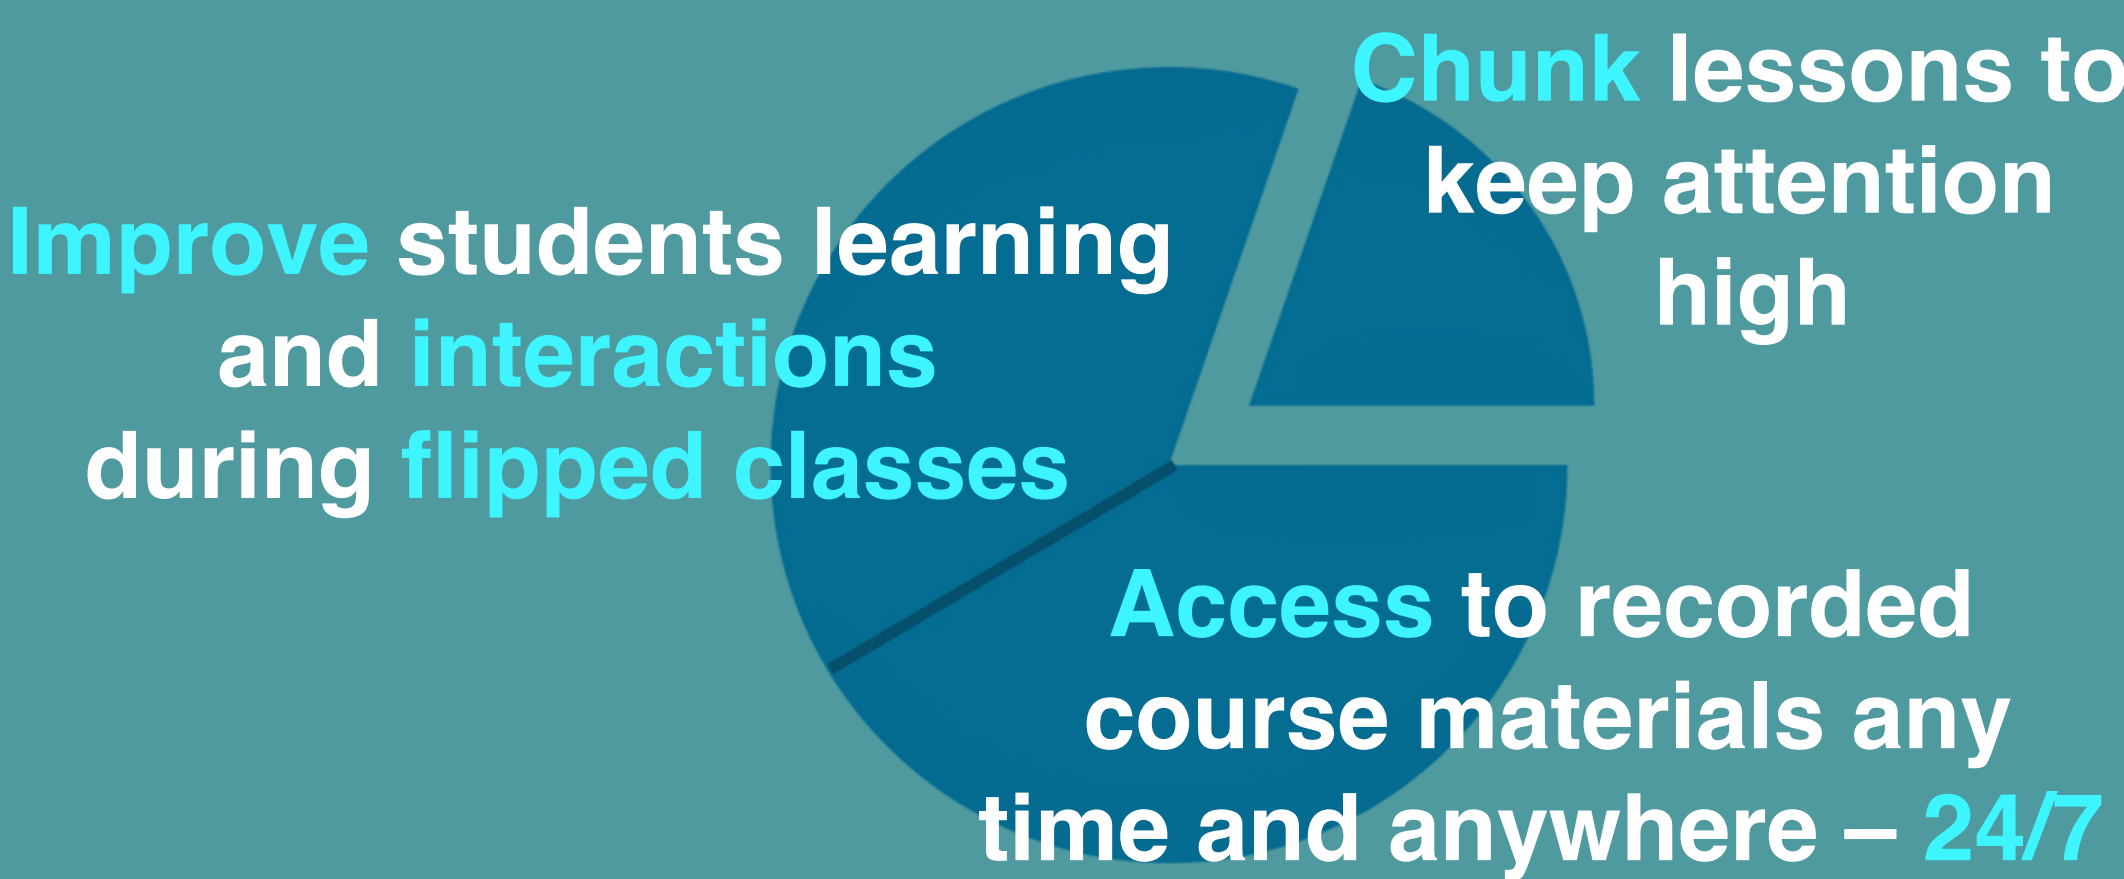 Chunk lessons to
keep attention
high
Improve students learning
and interactions
during flipped classes
Access to recorded
course materials any
time and anywhere – 24/7